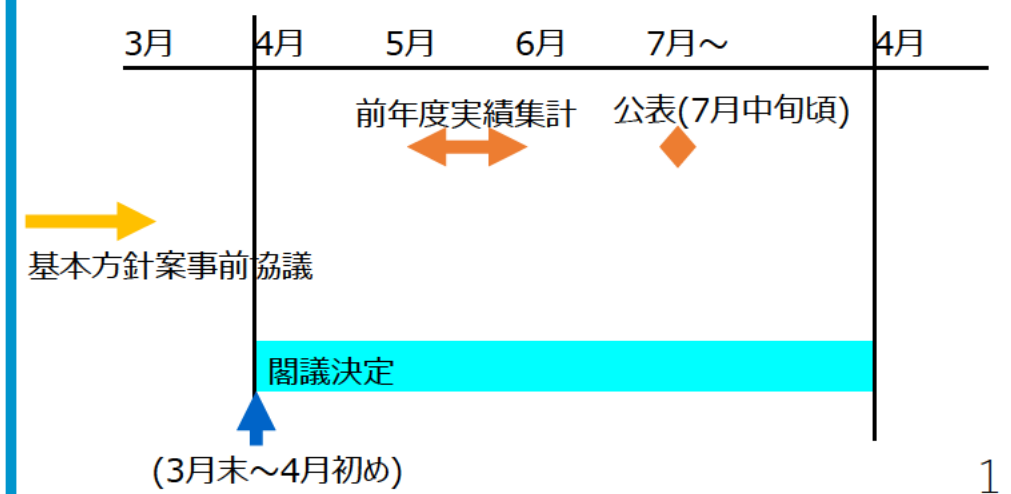 3月 4月 5月 6月 7月～ 4月
前年度実績集計 公表(7月中旬頃)
基本方針案事前協議
閣議決定
(3月末～4月初め)
1